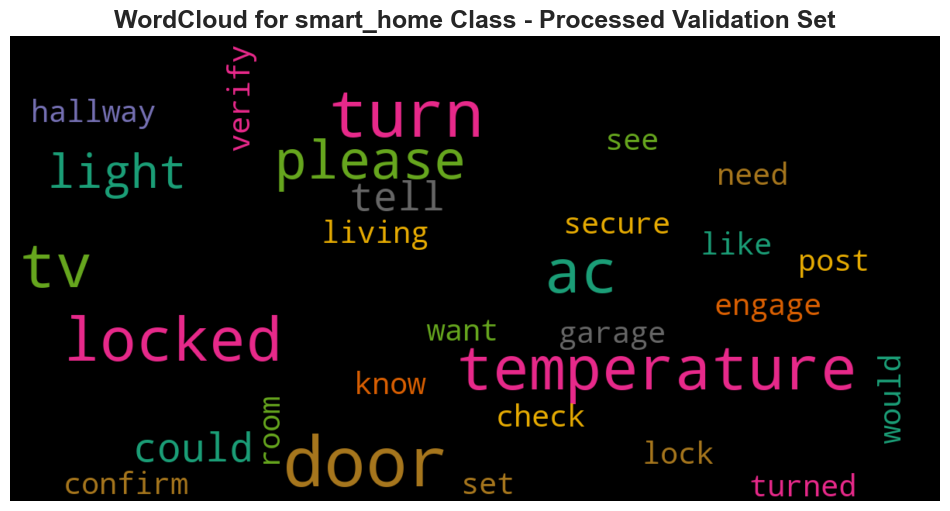 WordCloud for smart_home Class - Processed Validation Set
verify
hallway
turn
see
please
light
need
tell
secure
living
like
tv
post
ac
engage
locked
want
garage
temperature
know
would
check
room
could
door
lock
confirm
set
turned